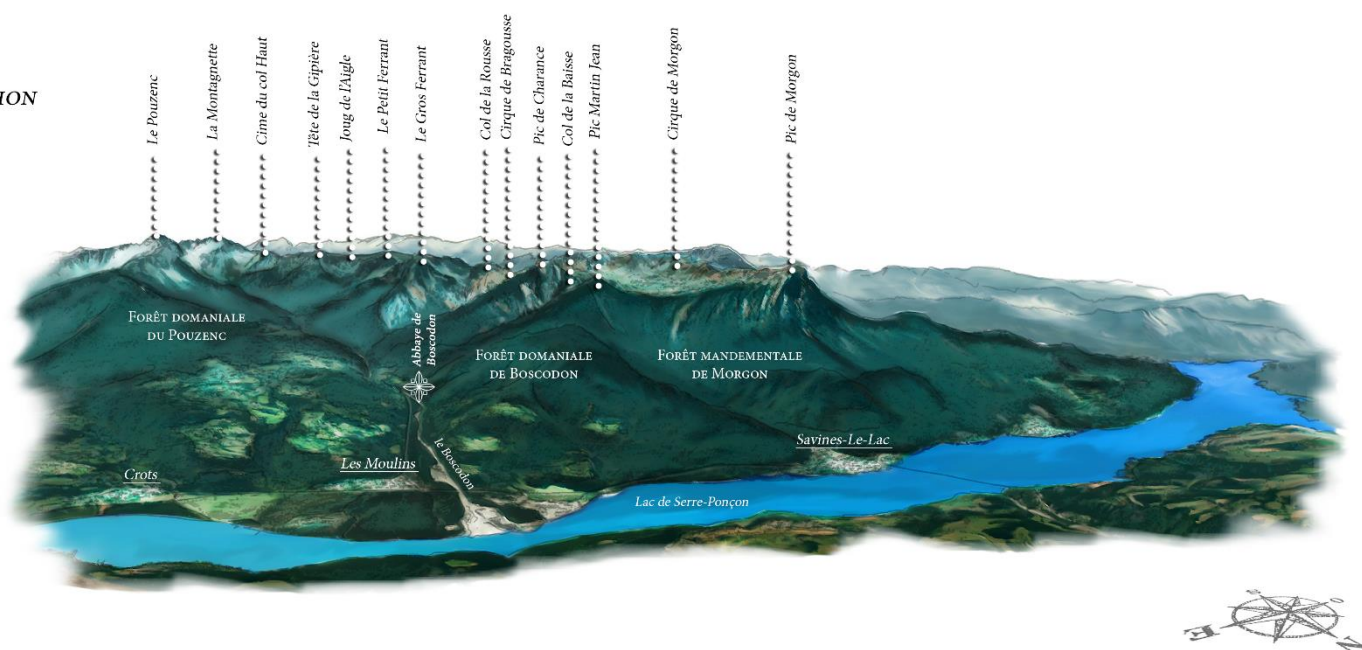 ION
Le Pouzenc
La Montagnette
Cime du col Haut
Tête de la Gipière
Joug de l'Aigle
Le Petit Ferrant
Le Gros Ferrant
Col de la Rousse
Cirque de Bragousse
Pic de Charance
Col de la Baisse
Pic Martin Jean
Cirque de Morgon
Pic de Morgon
Forêt domaniale
du Pouzenc
Abbaye de
Boscodon
Forêt domaniale
de Boscodon
Forêt mandementale
de Morgon
Crots
Les Moulins
le Boscodon
Savines-Le-Lac
Lac de Serre-Ponçon
S
O
E
N